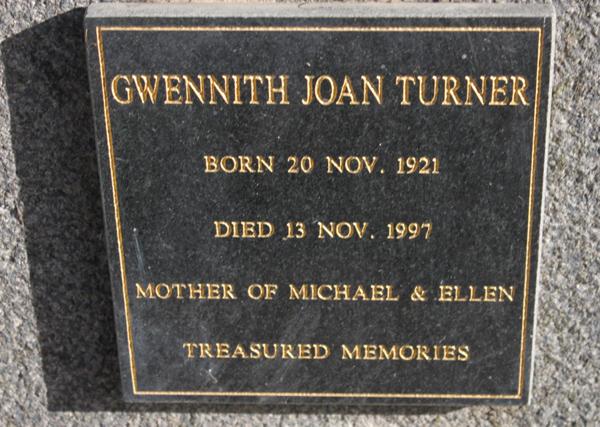 GWENNITH JOAN TURNER
BORN 20 NOV. 1921
DIED 13 NOV. 1997
MOTHER OF MICHAEL & ELLEN
TREASURED MEMORIES